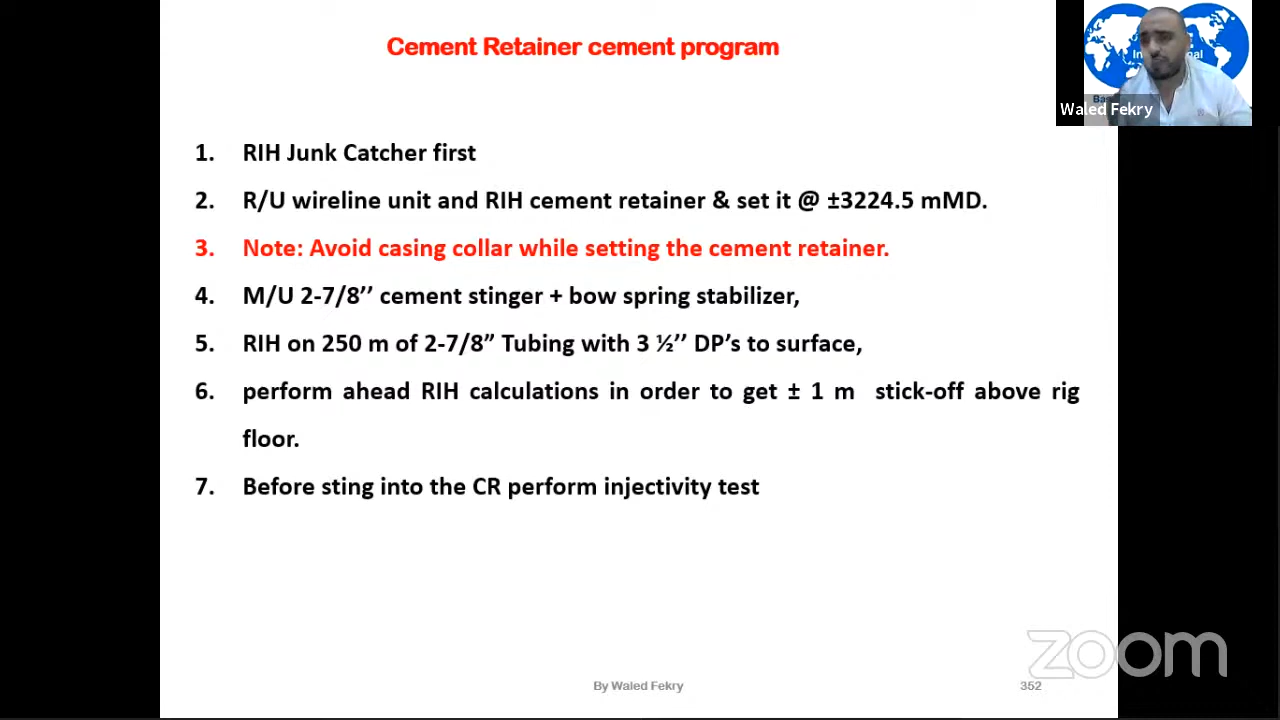 Cement Retainer cement program
In nal
Ba
Waled Fekry
1. RIH Junk Catcher first
2. R/U wireline unit and RIH cement retainer & set it @ ±3224.5 mMD.
3. Note: Avoid casing collar while setting the cement retainer.
4. M/U 2-7/8’’ cement stinger + bow spring stabilizer,
5. RIH on 250 m of 2-7/8” Tubing with 3 ½’’ DP’s to surface,
6. perform ahead RIH calculations in order to get ± 1 m stick-off above rig
floor.
7. Before sting into the CR perform injectivity test
zoom
By Waled Fekry
352